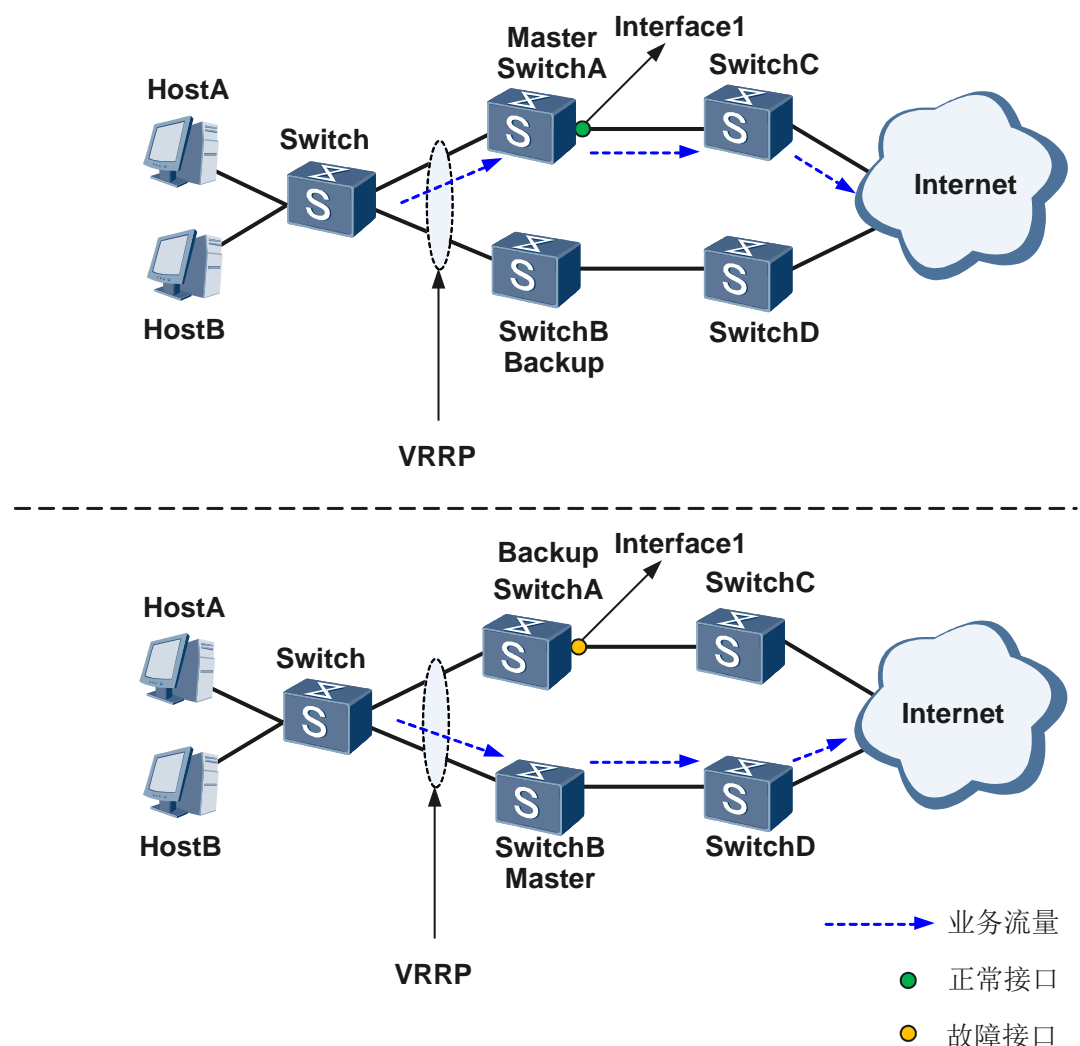 Interface1
Master
SwitchA
SwitchC
HostA
Switch
S
S
S
Internet
S
S
HostB
SwitchB
Backup
SwitchD
VRRP
Backup
Interface1
SwitchA
SwitchC
HostA
Switch
S
S
S
Internet
S
S
HostB
SwitchB
Master
SwitchD
VRRP
业务流量
正常接口
故障接口